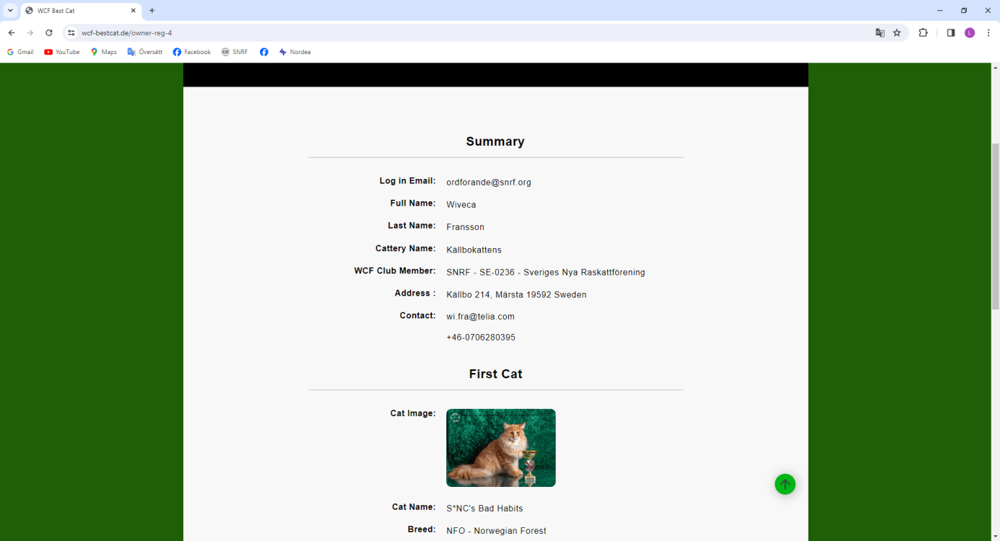 WCF Best Cat
wcf-bestcat.de/owner-reg-4
L
Gmail YouTube Maps Översätt Facebook SNRF Nordea
Summary
Log in Email: ordforande@snrf.org
Full Name: Wiveca
Last Name: Fransson
Cattery Name: Källbokattens
WCF Club Member: SNRF - SE-0236 - Sveriges Nya Raskattförening
Address : Källbo 214, Märsta 19592 Sweden
Contact: wi.fra@telia.com
+46-0706280395
First Cat
Cat Image:
Cat Name: S*NC's Bad Habits
Breed: NFO - Norwegian Forest